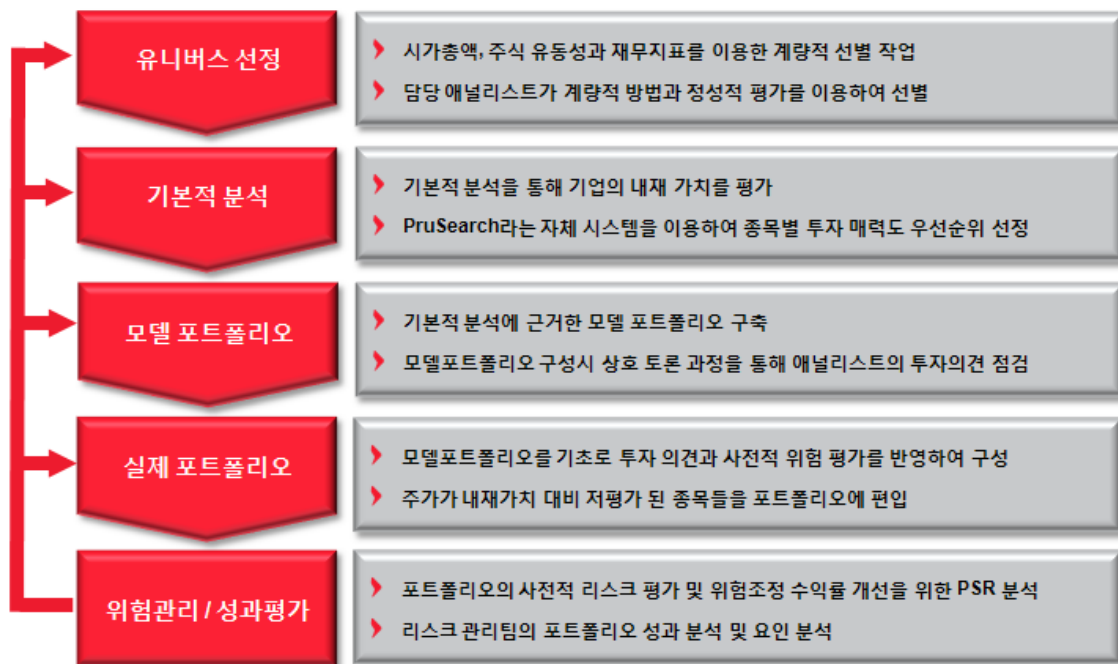 유니버스 선정
시가총액, 주식 유동성과 재무지표를 이용한 계량적 선별 작업
담당 애널리스트가 계량적 방법과 정성적 평가를 이용하여 선별
기본적 분석
기본적 분석을 통해 기업의 내재 가치를 평가
PruSearch라는 자체 시스템을 이용하여 종목별 투자 매력도 우선순위 선정
모델 포트폴리오
기본적 분석에 근거한 모델 포트폴리오 구축
모델포트폴리오 구성시 상호 토론 과정을 통해 애널리스트의 투자의견 점검
실제 포트폴리오
모델포트폴리오를 기초로 투자 의견과 사전적 위험 평가를 반영하여 구성
주가가 내재가치 대비 저평가 된 종목들을 포트폴리오에 편입
위험관리 / 성과평가
포트폴리오의 사전적 리스크 평가 및 위험조정 수익률 개선을 위한 PSR 분석
리스크 관리팀의 포트폴리오 성과 분석 및 요인 분석